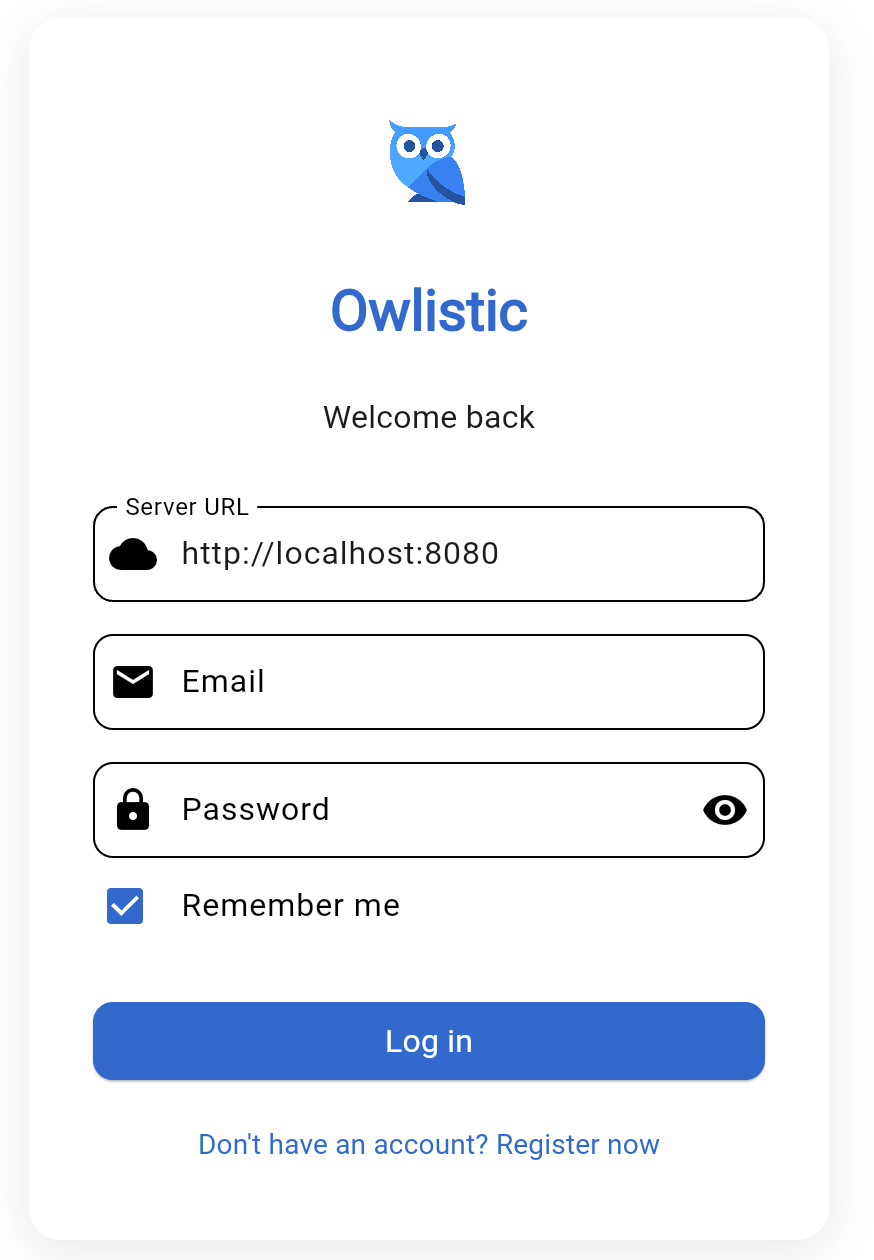 Owlistic
Welcome back
Server URL
http://localhost:8080
Email
Password
Remember me
Log in
Don't have an account? Register now